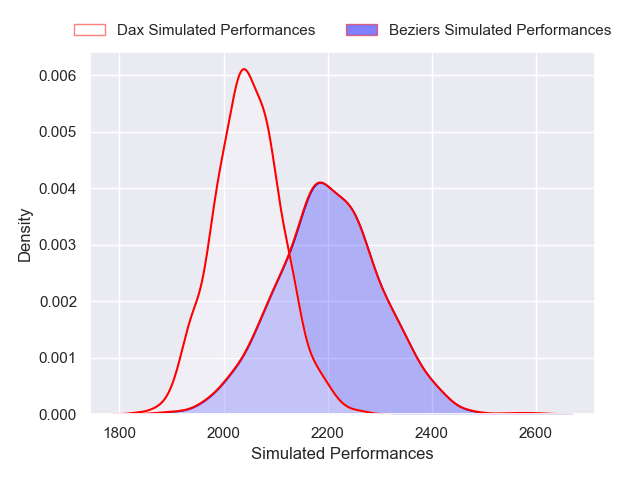 Dax Simulated Performances Beziers Simulated Performances
0.006
0.005
0.004
0.003
0.002
0.001
0.000
Density
1800 2000 2200 2400 2600
Simulated Performances